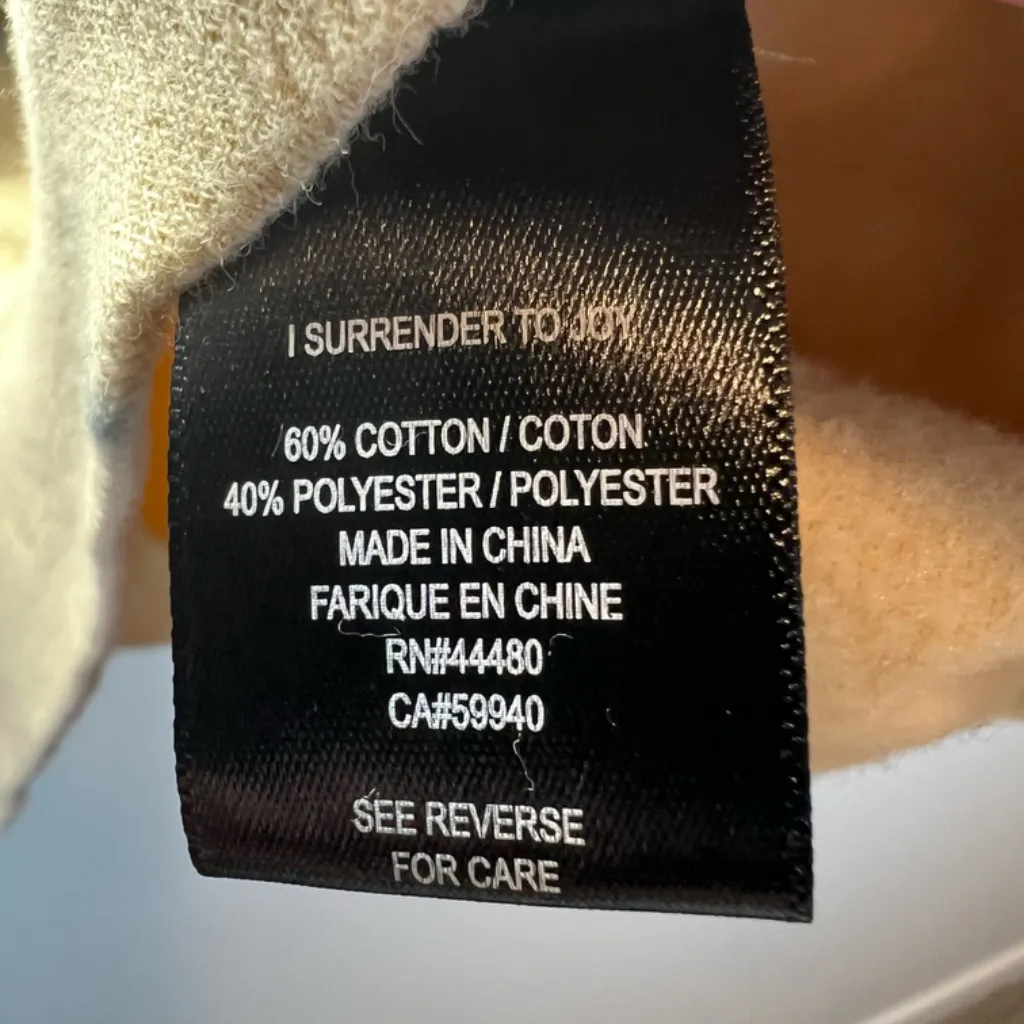 I SURRENDER TO JOY
60% COTTON / COTON
40% POLYESTER / POLYESTER
MADE IN CHINA
FARIQUE EN CHINE
RN#44480
CA#59940
SEE REVERSE
FOR CARE